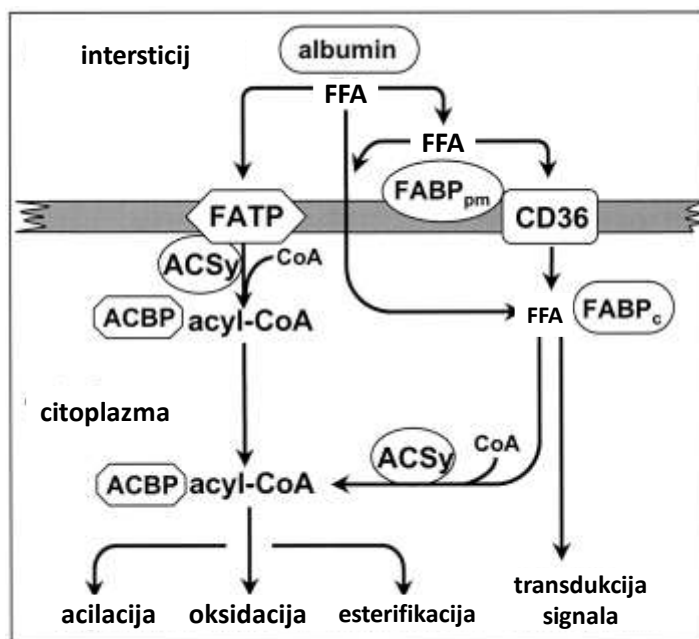 intersticij
albumin
FFA
FFA
FABPpm
FATP
CD36
ACSy
CoA
ACBP
acyl-CoA
FFA
FABPc
citoplazma
ACSy
CoA
ACBP
acyl-CoA
acilacija
oksidacija
esterifikacija
transdukcija
signala